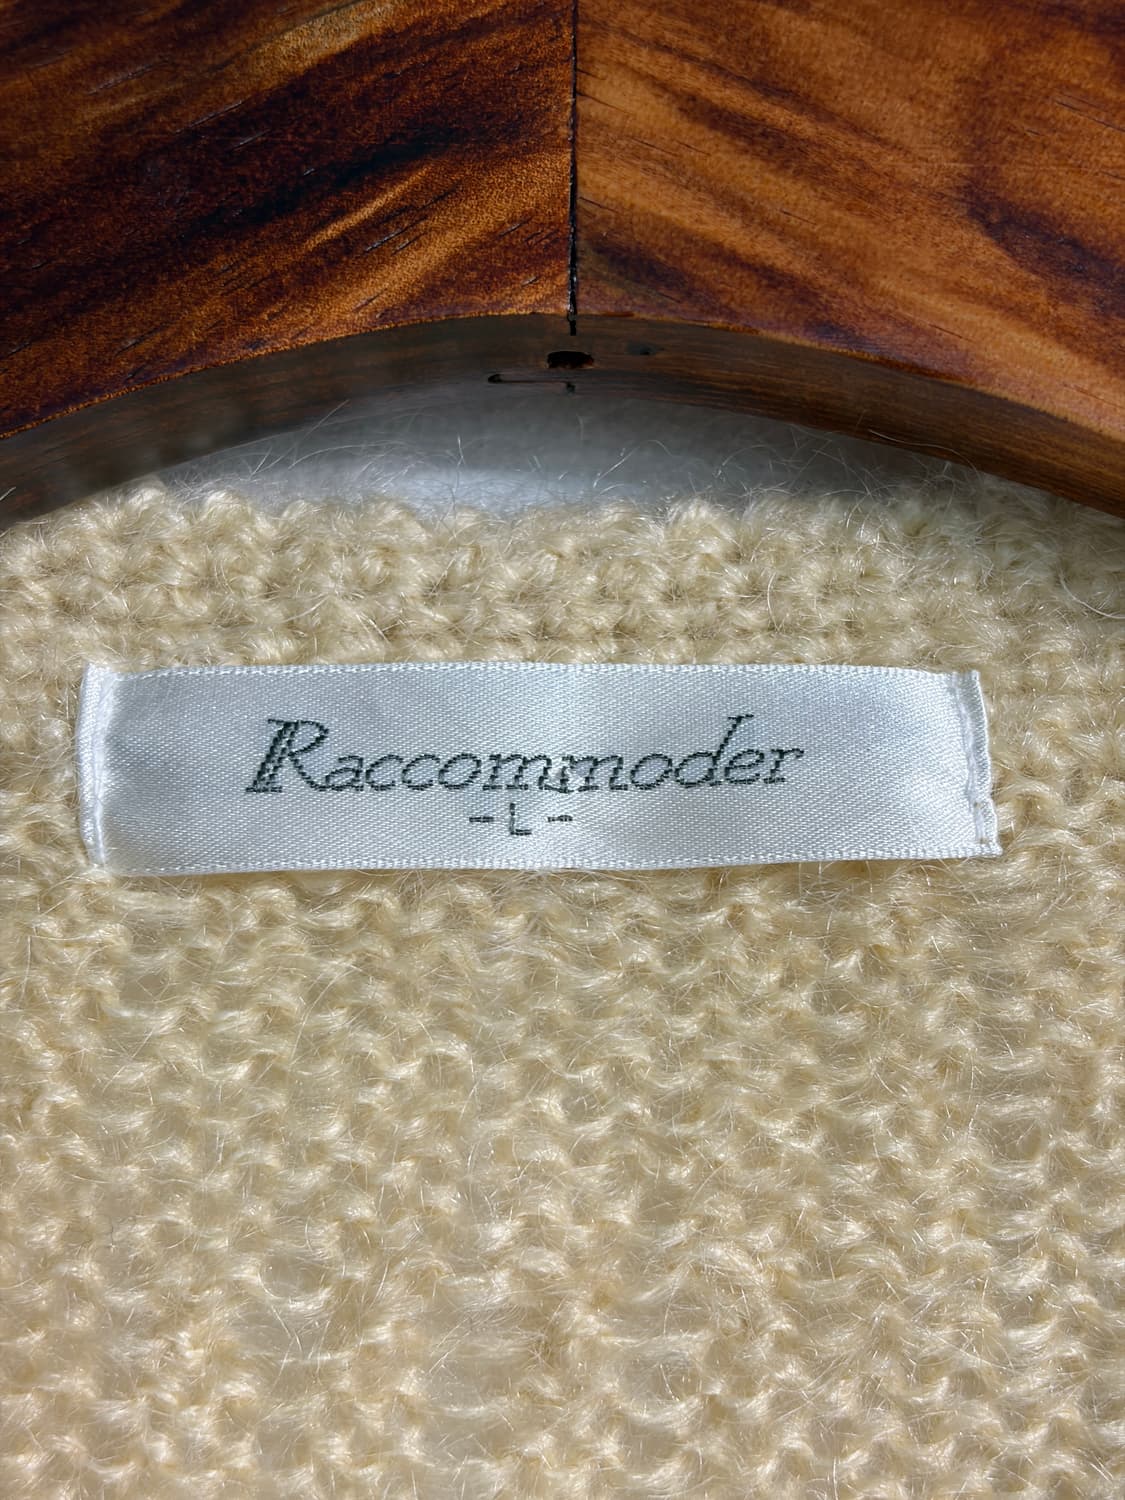 Raccommoder
- L -